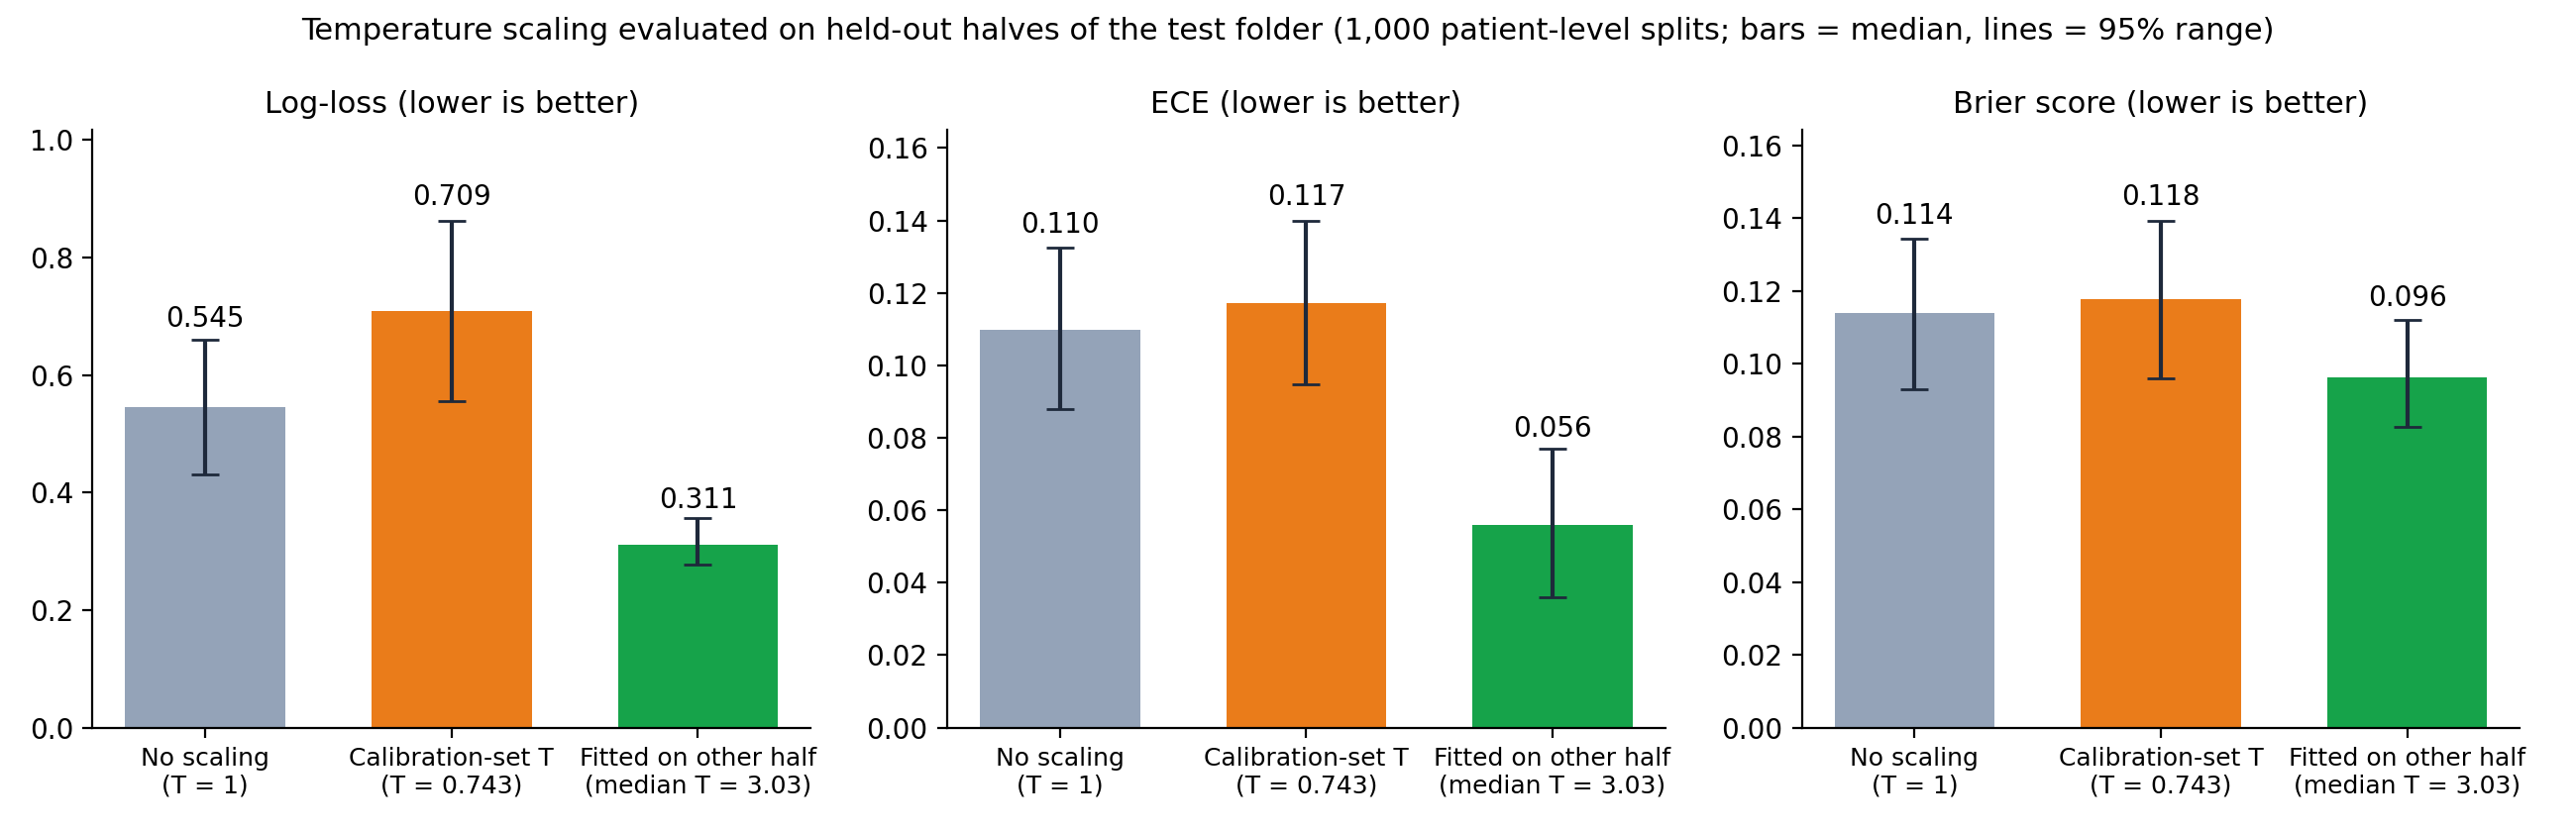 Temperature scaling evaluated on held-out halves of the test folder (1,000 patient-level splits; bars = median, lines = 95% range)
Log-loss (lower is better)
1.0
0.8
0.6
0.4
0.2
0.0
0.545
0.709
0.311
No scaling
(T = 1)
Calibration-set T
(T = 0.743)
Fitted on other half
(median T = 3.03)
ECE (lower is better)
0.16
0.14
0.12
0.10
0.08
0.06
0.04
0.02
0.00
0.110
0.117
0.056
No scaling
(T = 1)
Calibration-set T
(T = 0.743)
Fitted on other half
(median T = 3.03)
Brier score (lower is better)
0.16
0.14
0.12
0.10
0.08
0.06
0.04
0.02
0.00
0.114
0.118
0.096
No scaling
(T = 1)
Calibration-set T
(T = 0.743)
Fitted on other half
(median T = 3.03)